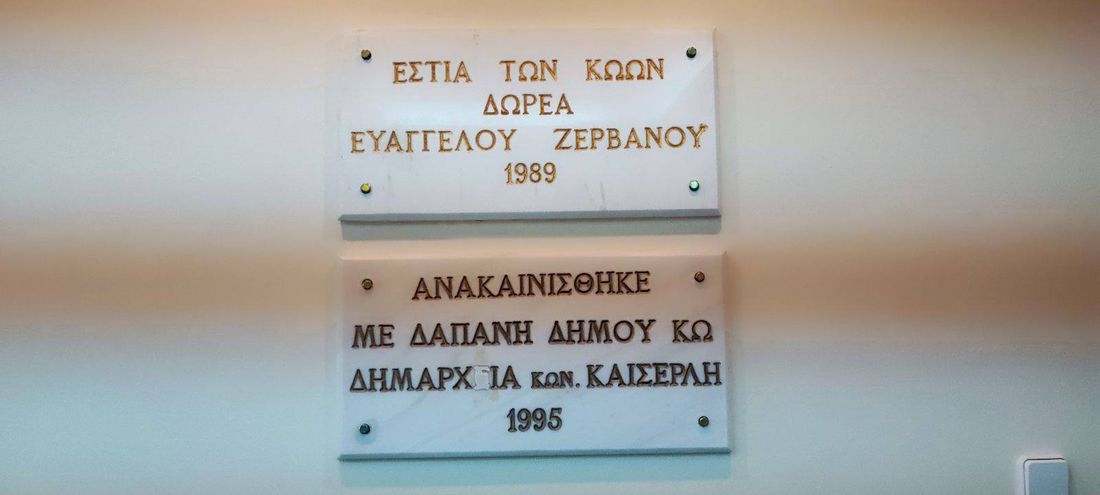 ΕΣΤΙΑ ΤΩΝ ΚΩΩΝ
ΔΩΡΕΑ
ΕΥΑΓΓΕΛΟΥ ΖΕΡΒΑΝΟΥ
1989
ΑΝΑΚΑΙΝΙΣΘΗΚΕ
ΜΕ ΔΑΠΑΝΗ ΔΗΜΟΥ ΚΩ
ΚΩΝ. ΚΑΙΣΕΡΛΗ
1995